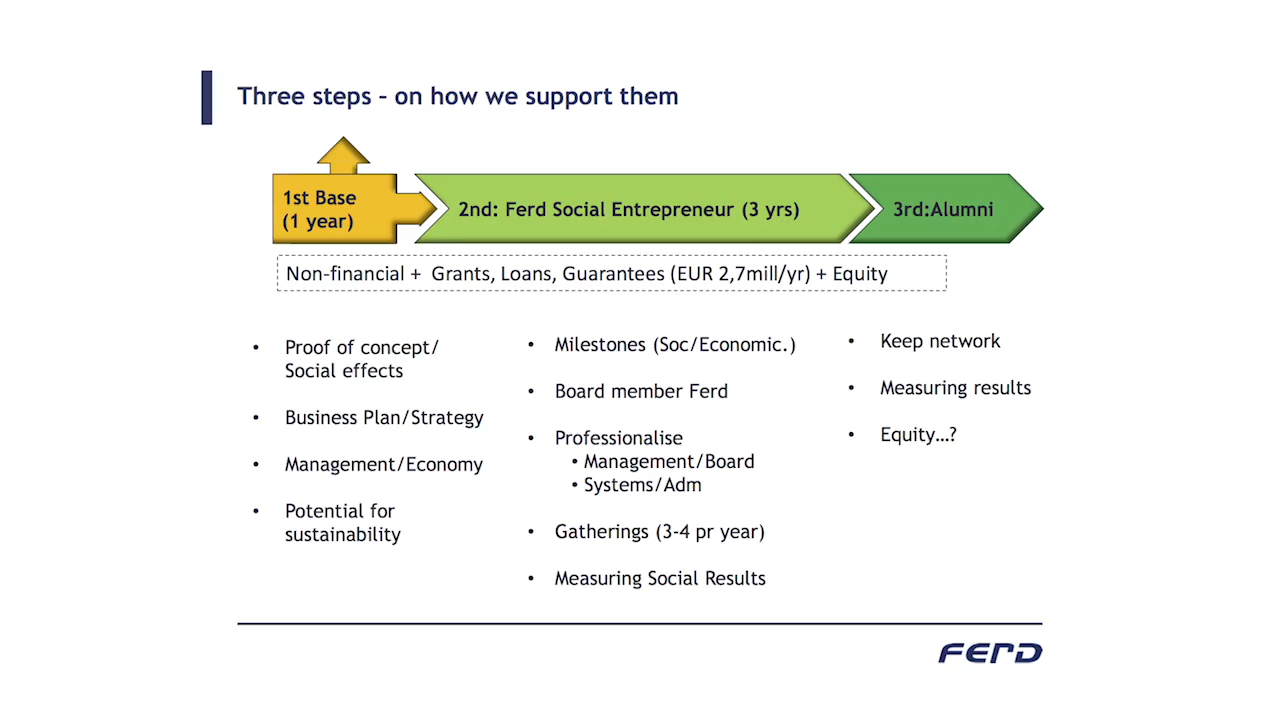 Three steps – on how we support them
1st Base
(1 year)
2nd: Ferd Social Entrepreneur (3 yrs)
3rd:Alumni
Non-financial + Grants, Loans, Guarantees (EUR 2,7mill/yr) + Equity
• Proof of concept/
Social effects
• Business Plan/Strategy
• Management/Economy
• Potential for
sustainability
• Milestones (Soc/Economic.)
• Board member Ferd
• Professionalise
• Management/Board
• Systems/Adm
• Gatherings (3-4 pr year)
• Measuring Social Results
• Keep network
• Measuring results
• Equity…?
FERD